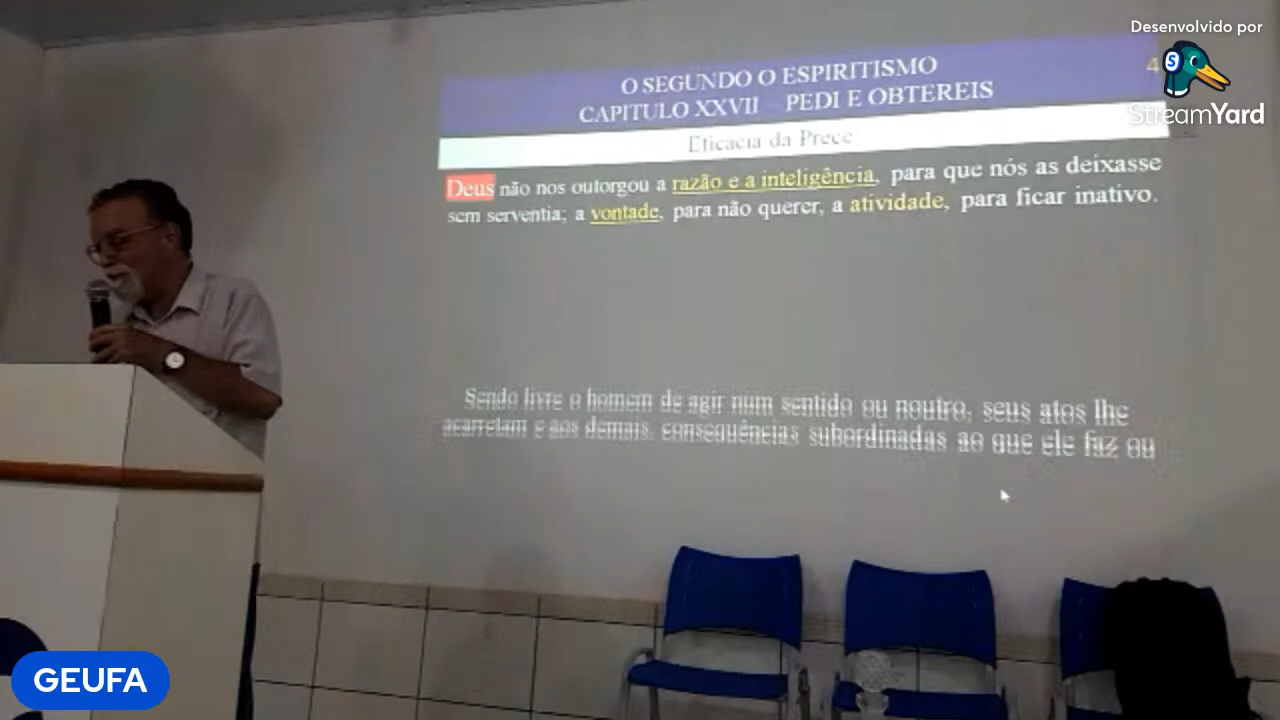 Desenvolvido por
StreamYard
O SEGUNDO O ESPIRITISMO
4
CAPITULO XXVII PEDI E OBTEREIS
Eficacia da Prece
Deus não nos outorgou a razão e a inteligência, para que nós as deixasse
sem serventia; a vontade, para não querer, a atividade, para ficar inativo.
Sendo livre o homem de agir num sentido ou noutro, seus atos lhe
acarretam e aos demais, consequências subordinadas ao que ele faz ou
GEUFA